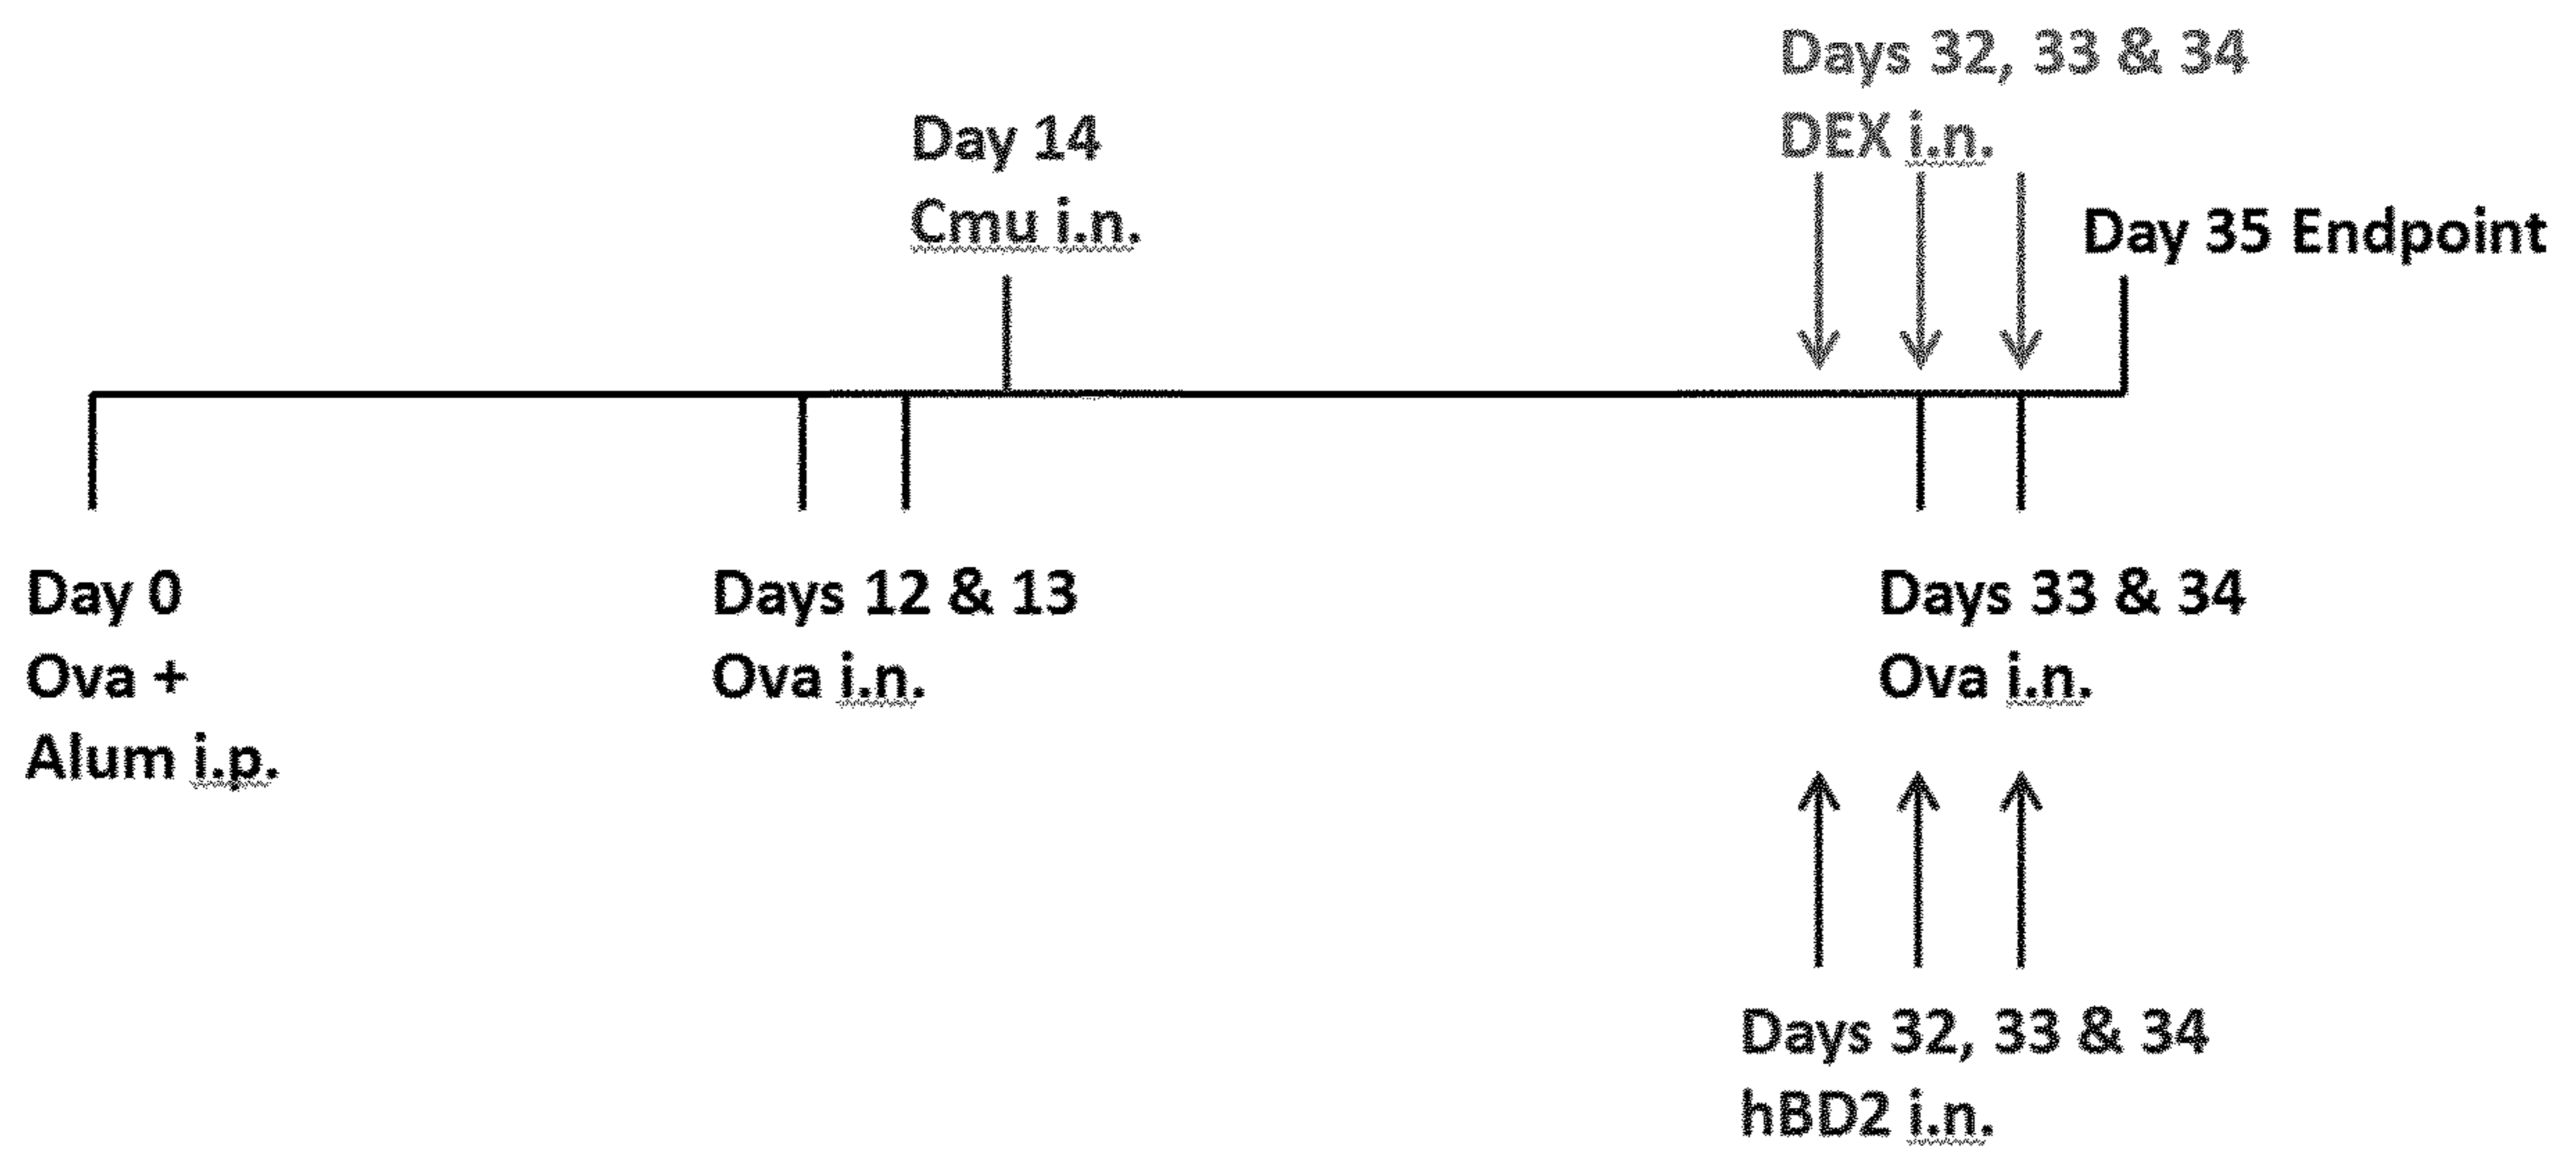 Days 32, 33 & 34
DEX i.n.
Day 14
Cmu i.n.
Day 35 Endpoint
Day 0
Ova +
Alum i.p.
Days 12 & 13
Ova i.n.
Days 33 & 34
Ova i.n.
Days 32, 33 & 34
hBD2 i.n.